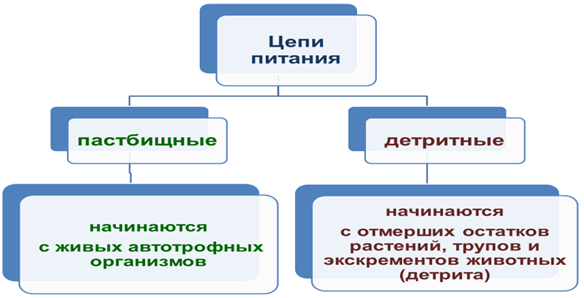 Цепи
питания
пастбищные
детритные
начинаются
с живых автотрофных
организмов
начинаются
с отмерших остатков
растений, трупов и
экскрементов животных
(детрита)